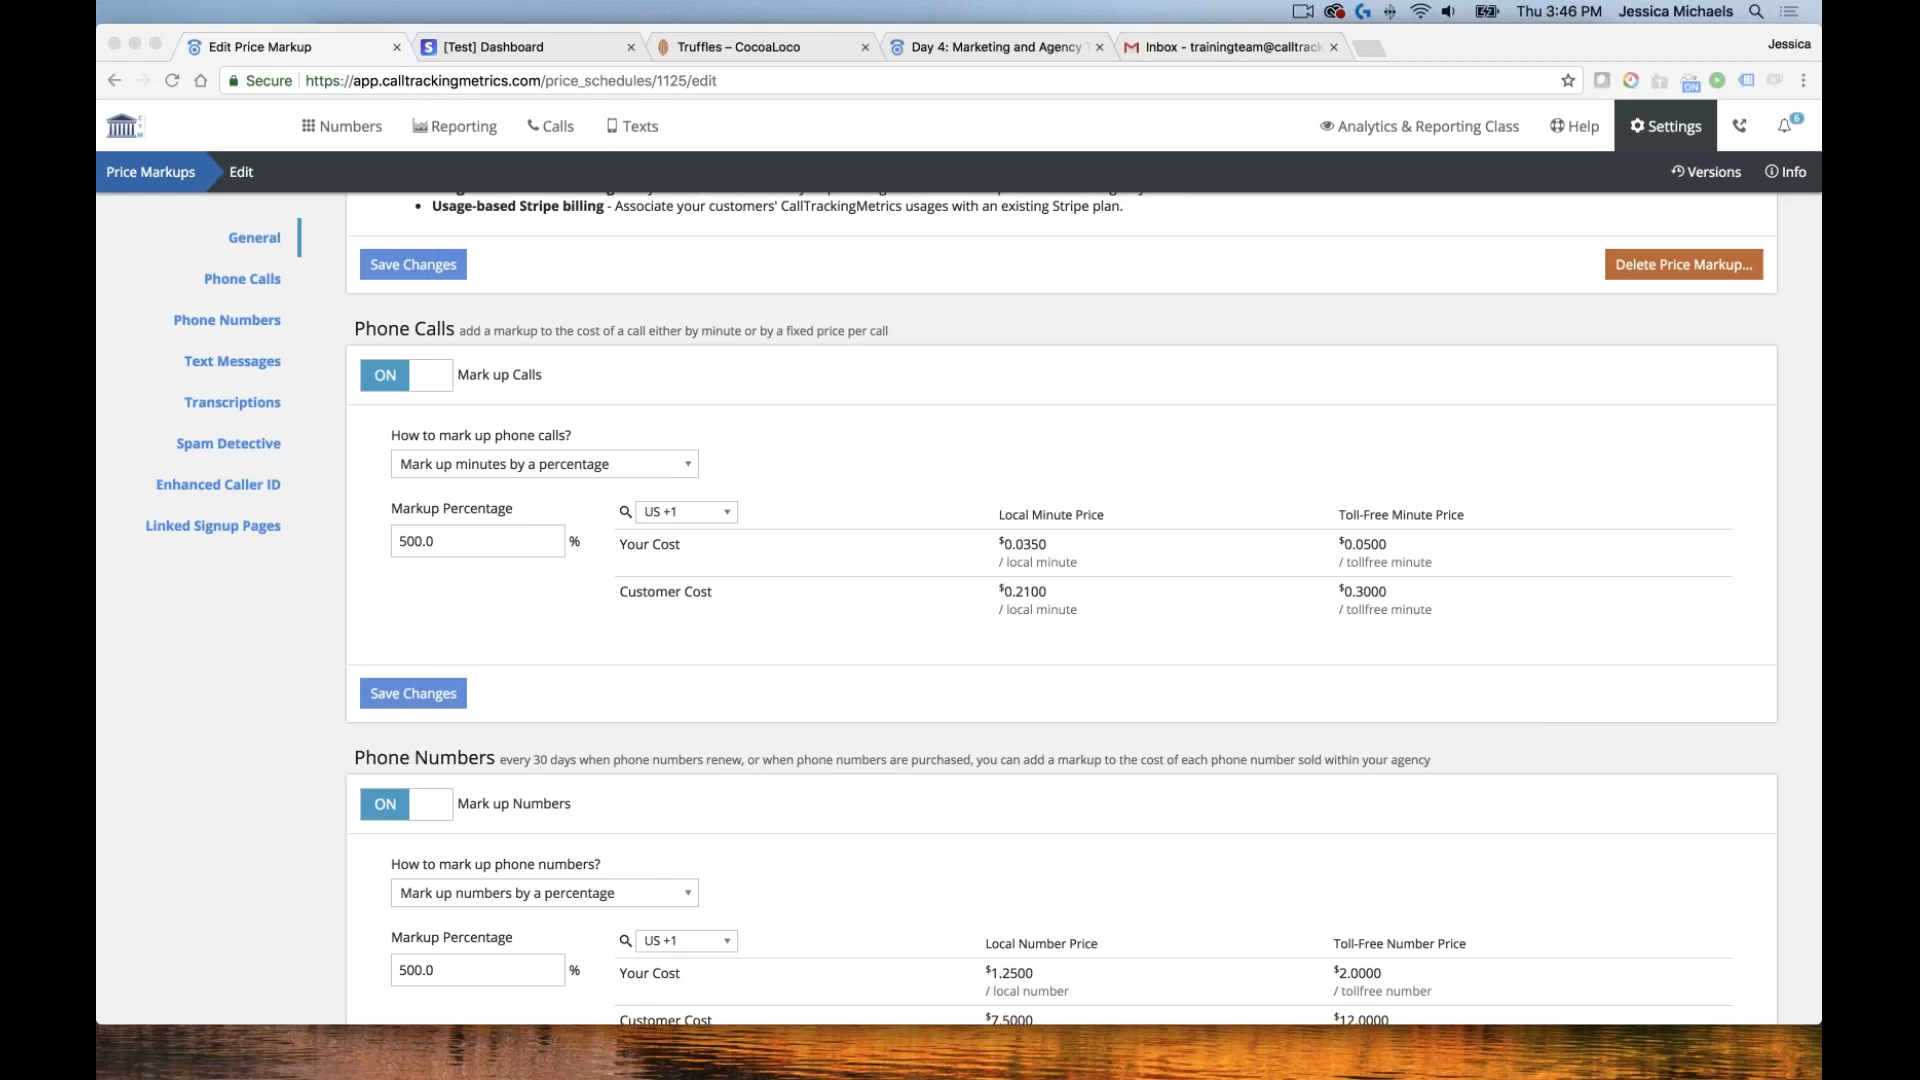 Thu 3:46 PM Jessica Michaels
Edit Price Markup
[Test] Dashboard
Truffles – CocoaLoco
Day 4: Marketing and Agency
Inbox - trainingteam@calltrack
Jessica
Secure https://app.calltrackingmetrics.com/price_schedules/1125/edit
ON
Numbers Reporting Calls Texts
Analytics & Reporting Class Help Settings 6
Price Markups Edit Versions Info
• Usage-based Stripe billing - Associate your customers' CallTrackingMetrics usages with an existing Stripe plan.
General
Phone Calls
Phone Numbers
Text Messages
Transcriptions
Spam Detective
Enhanced Caller ID
Linked Signup Pages
Save Changes Delete Price Markup...
Phone Calls add a markup to the cost of a call either by minute or by a fixed price per call
ON Mark up Calls
How to mark up phone calls?
Mark up minutes by a percentage
Markup Percentage
500.0 %
US +1 Local Minute Price Toll-Free Minute Price
Your Cost $0.0350 $0.0500
/ local minute / tollfree minute
Customer Cost $0.2100 $0.3000
/ local minute / tollfree minute
Save Changes
Phone Numbers every 30 days when phone numbers renew, or when phone numbers are purchased, you can add a markup to the cost of each phone number sold within your agency
ON Mark up Numbers
How to mark up phone numbers?
Mark up numbers by a percentage
Markup Percentage
500.0 %
US +1 Local Number Price Toll-Free Number Price
Your Cost $1.2500 $2.0000
/ local number / tollfree number
Customer Cost $7.5000 $12.0000